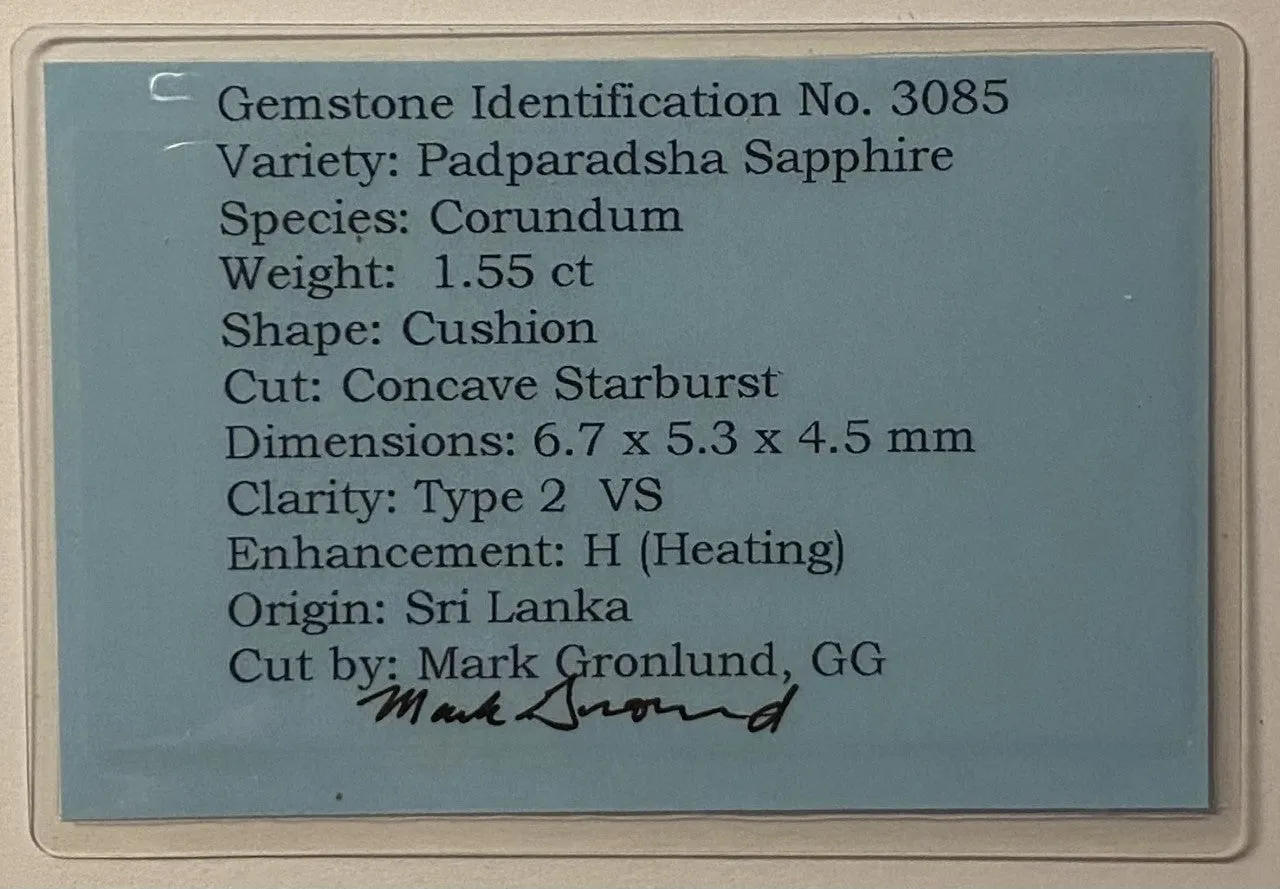 Gemstone Identification No. 3085
Variety: Padparadsha Sapphire
Species: Corundum
Weight: 1.55 ct
Shape: Cushion
Cut: Concave Starburst
Dimensions: 6.7 x 5.3 x 4.5 mm
Clarity: Type 2 VS
Enhancement: H (Heating)
Origin: Sri Lanka
Cut by: Mark Gronlund, GG
Mark Gronlund